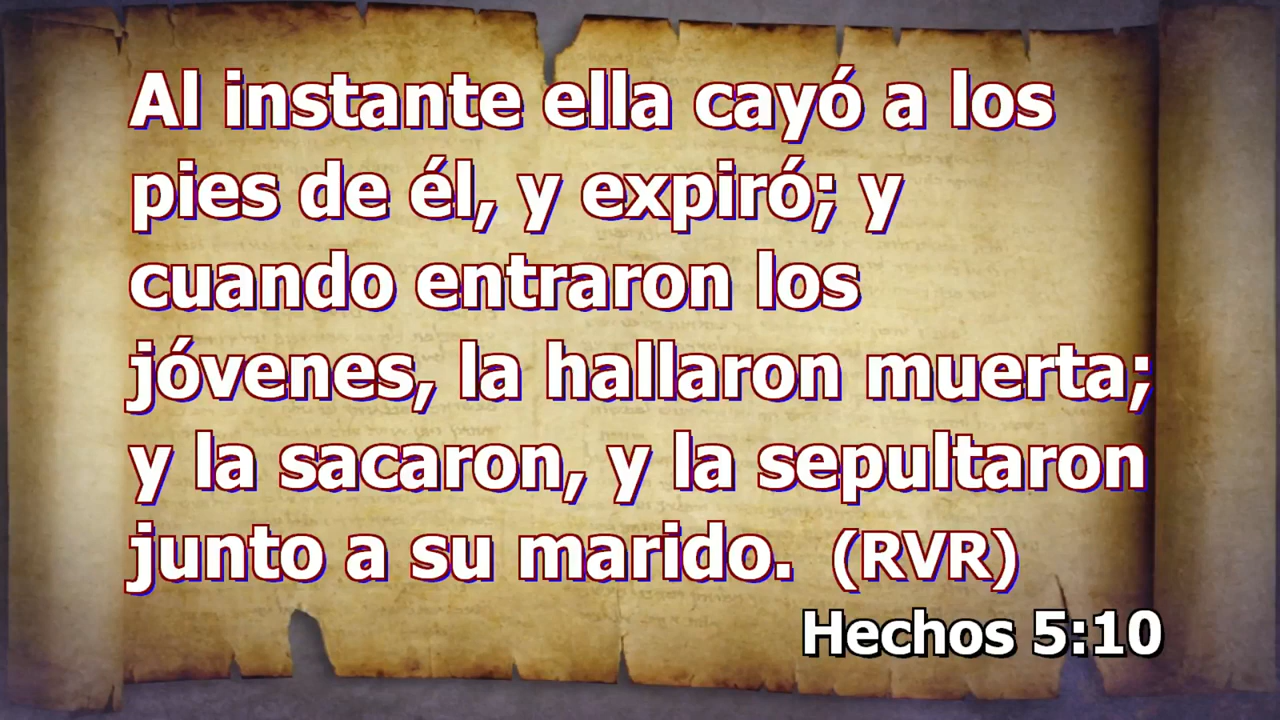 Al instante ella cayó a los
pies de él, y expiró; y
cuando entraron los
jóvenes, la hallaron muerta;
y la sacaron, y la sepultaron
junto a su marido. (RVR)
Hechos 5:10